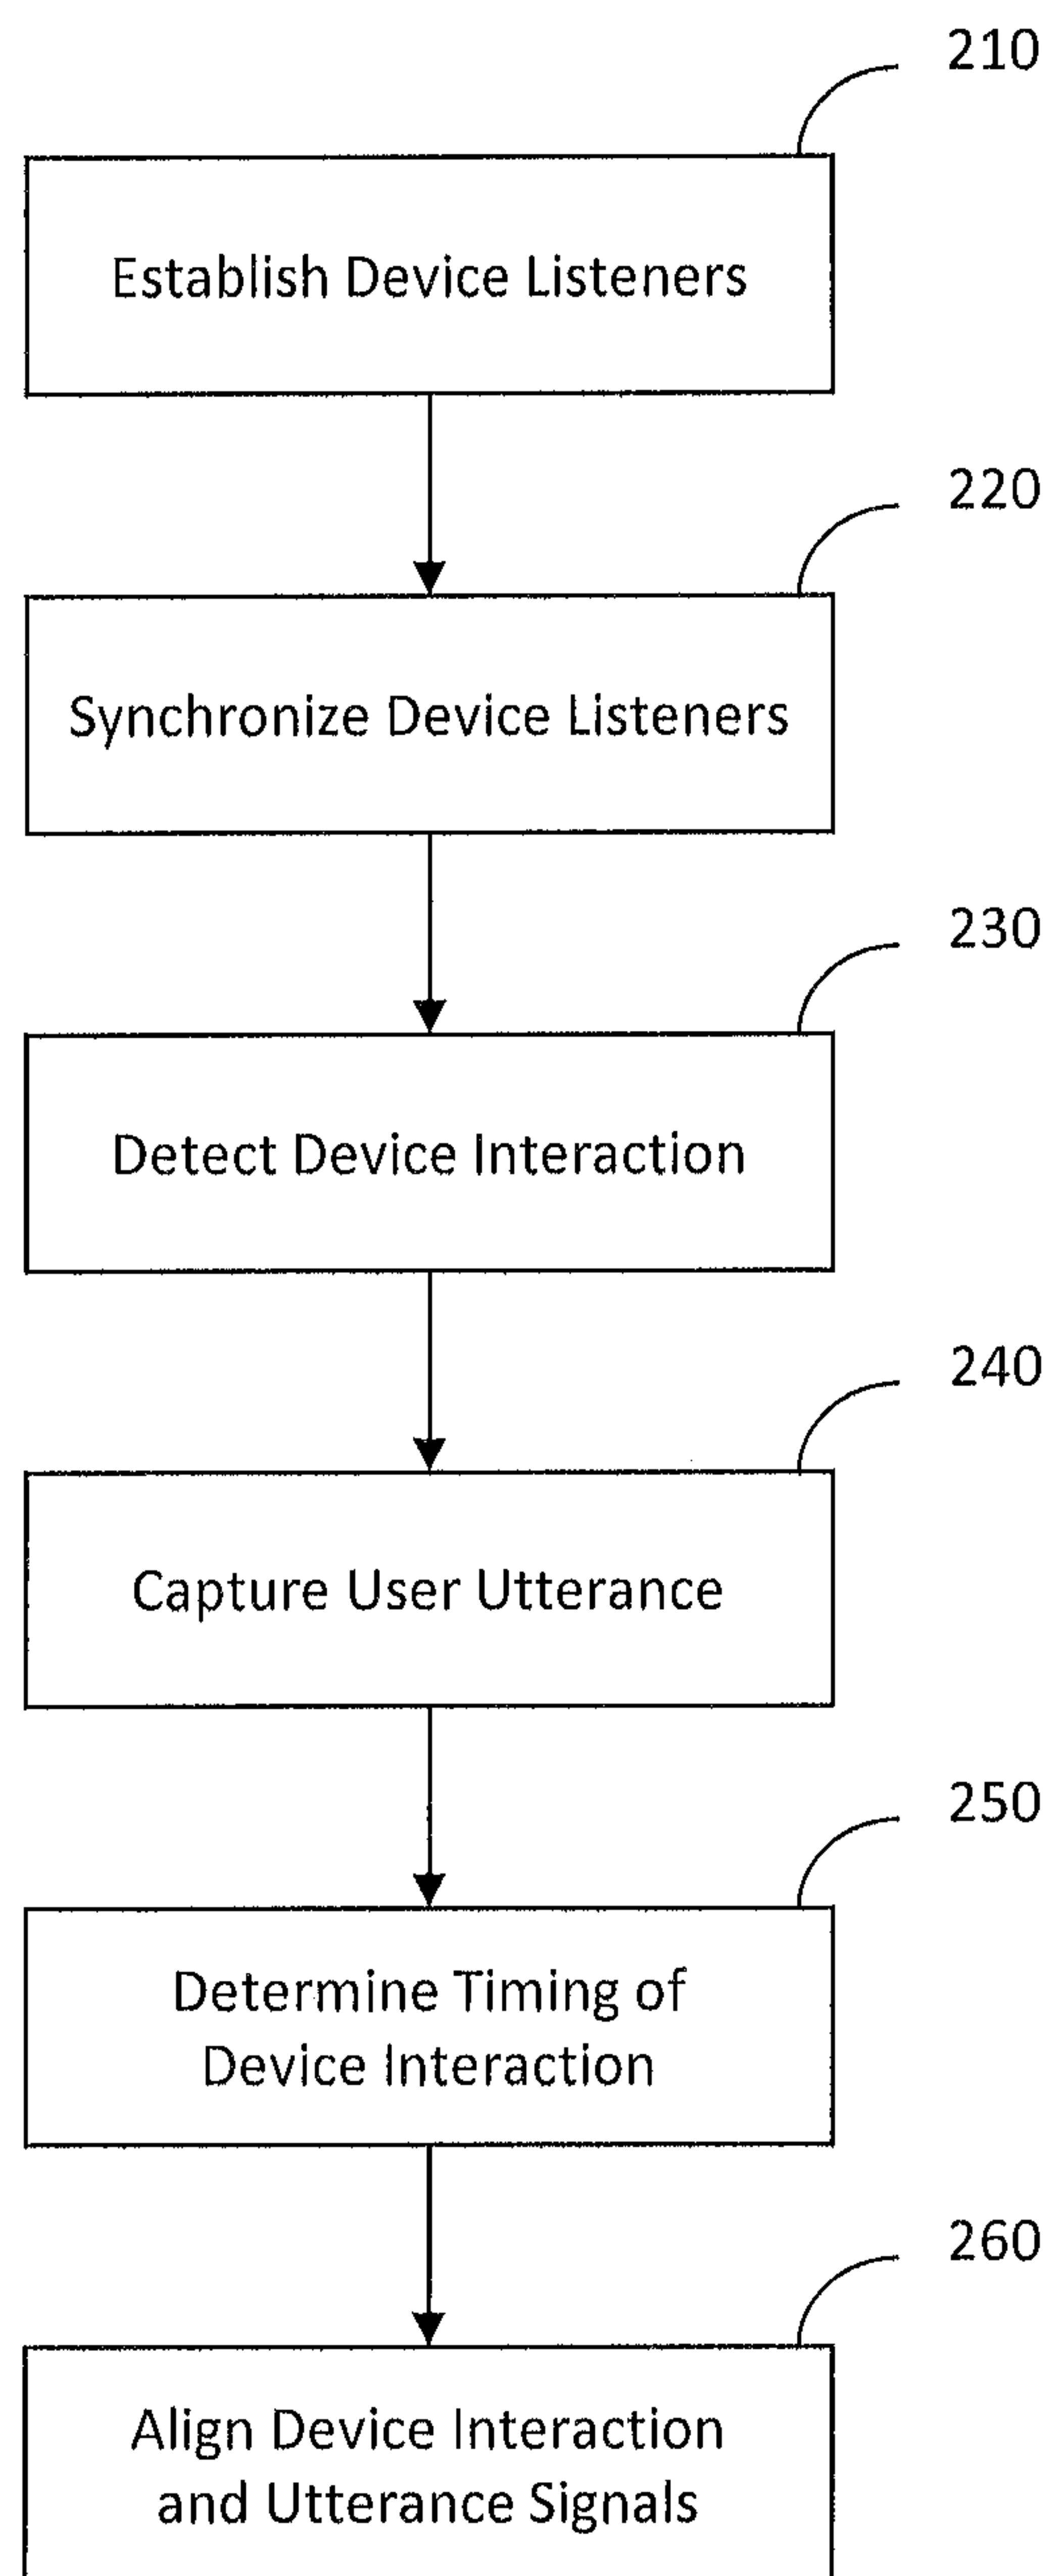 210
Establish Device Listeners
220
Synchronize Device Listeners
230
Detect Device Interaction
240
Capture User Utterance
250
Determine Timing of
Device Interaction
260
Align Device Interaction
and Utterance Signals